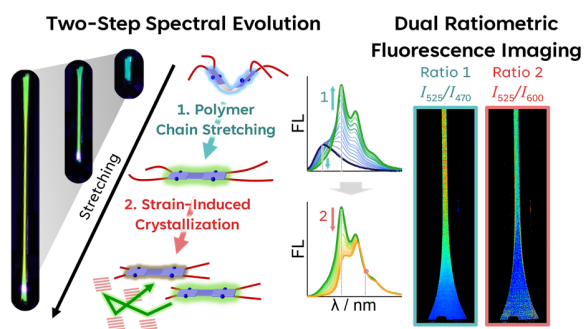 Two-Step Spectral Evolution
Dual Ratiometric
Fluorescence Imaging
Stretching
1. Polymer
Chain Stretching
2. Strain-Induced
Crystallization
FL
1
FL
2
λ / nm
Ratio 1
I525/I470
Ratio 2
I525/I600